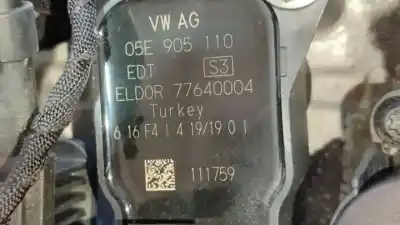 VW AG
05E 905 110
EDT S3
ELDOR 77640004
Turkey
6 16 F4 1 4 19/19 0 1
111759